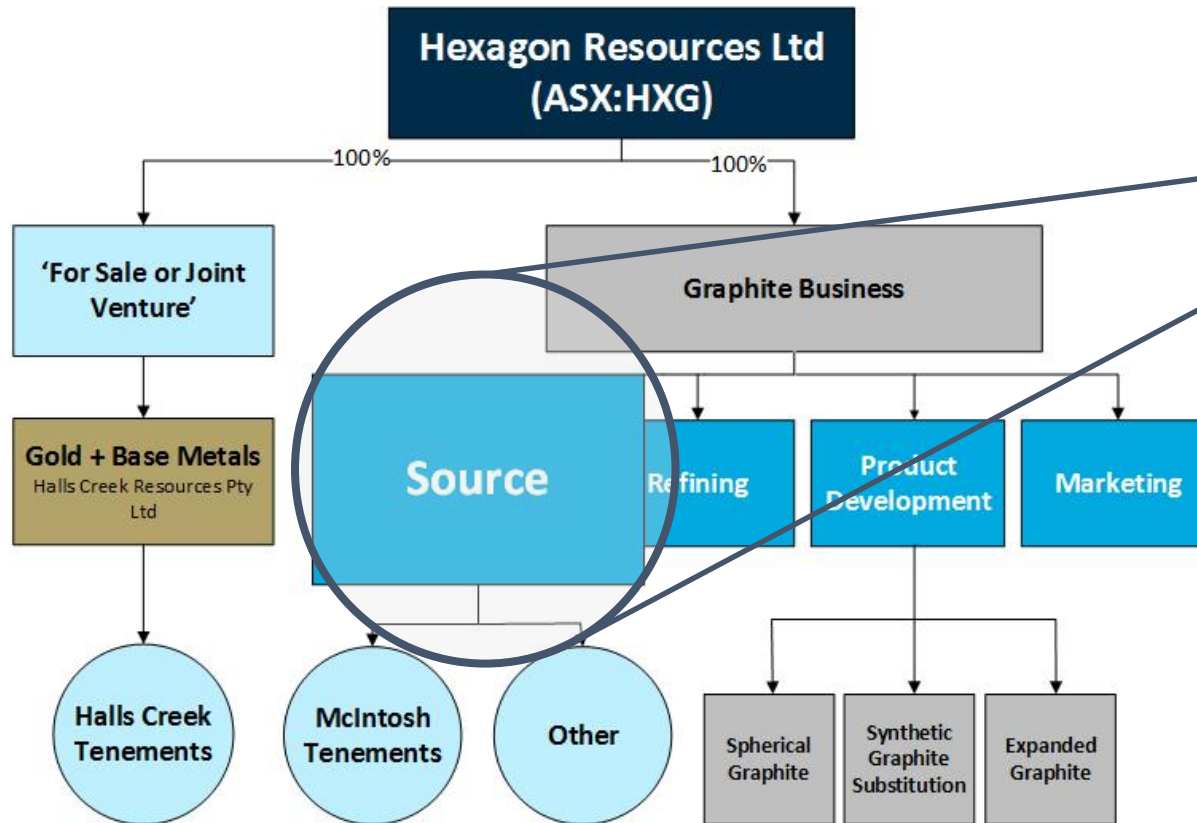 Hexagon Resources Ltd
(ASX:HXG)
100%
100%
‘For Sale or Joint
Venture’
Graphite Business
Gold + Base Metals
Halls Creek Resources Pty
Ltd
Source
Refining
Product
Development
Marketing
Halls Creek
Tenements
McIntosh
Tenements
Other
Spherical
Graphite
Synthetic
Graphite
Substitution
Expanded
Graphite